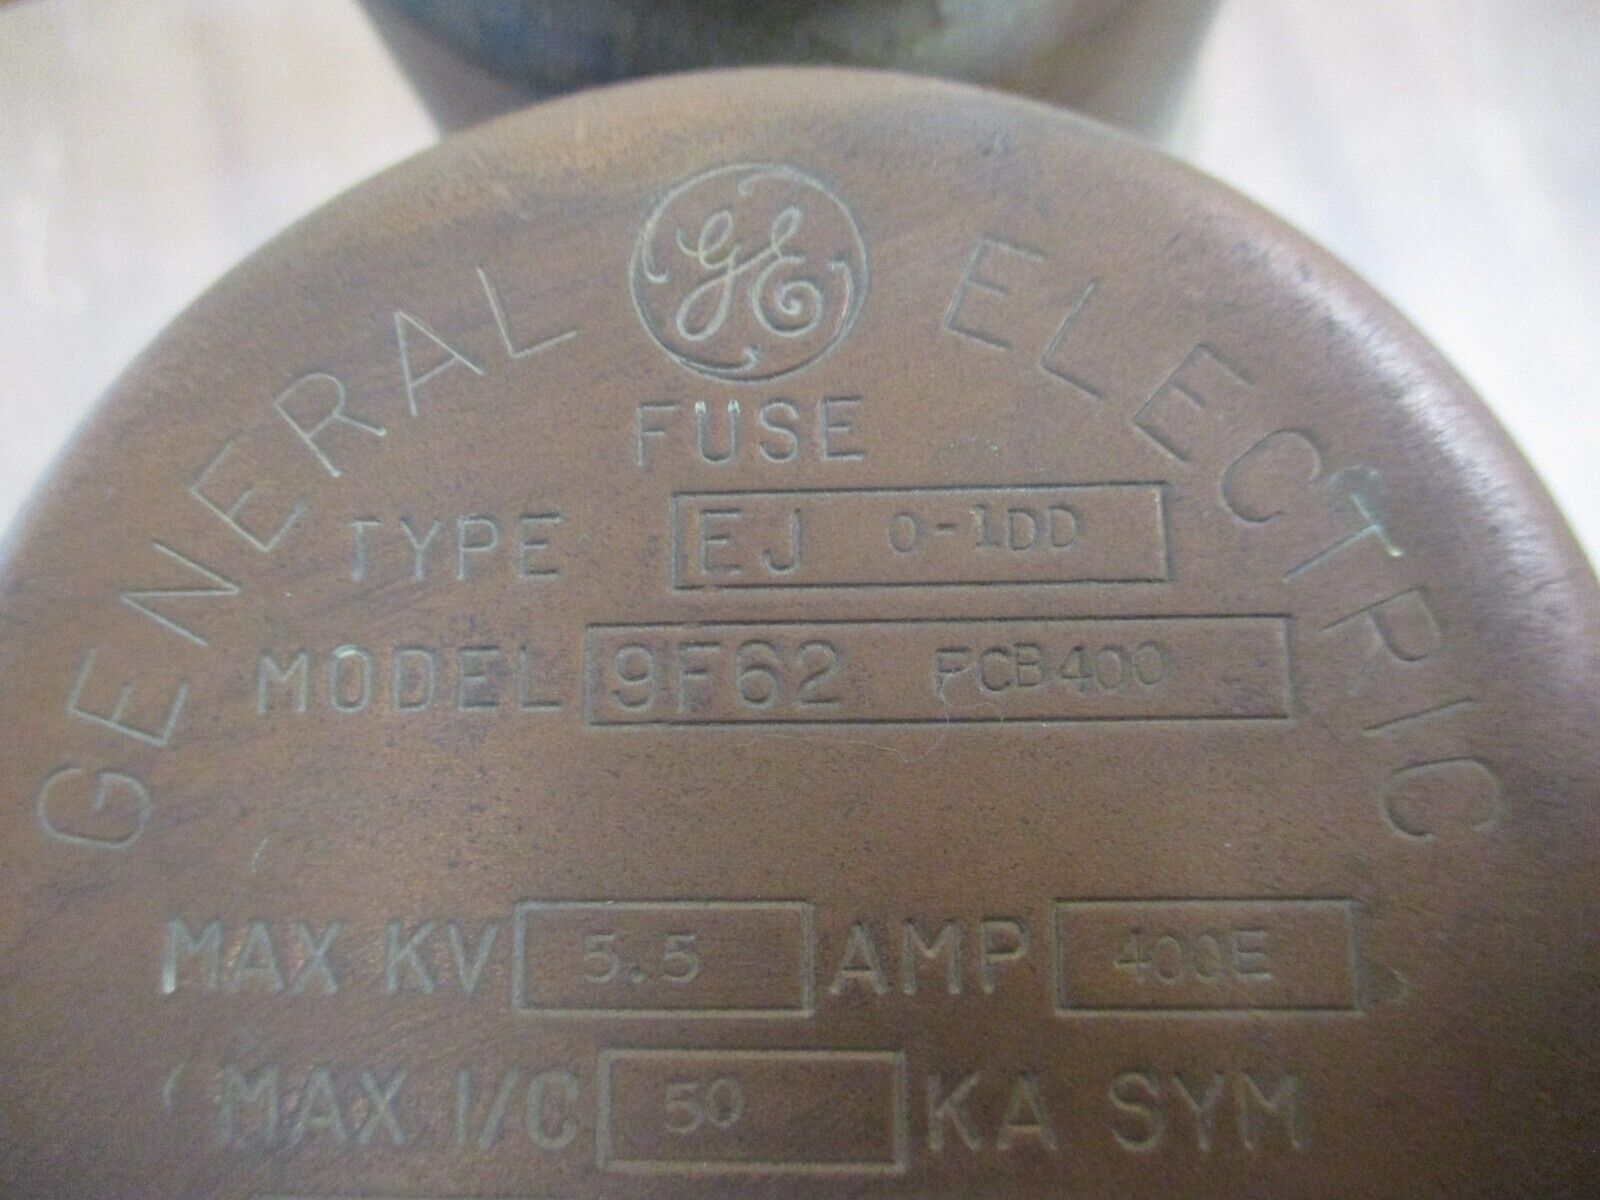 GENERAL GE ELECTRIC
FUSE
TYPE EJ O-1DD
MODEL 9F62 FCB400
MAX KV 5.5 AMP 400E
MAX I/C 50 KA SYM